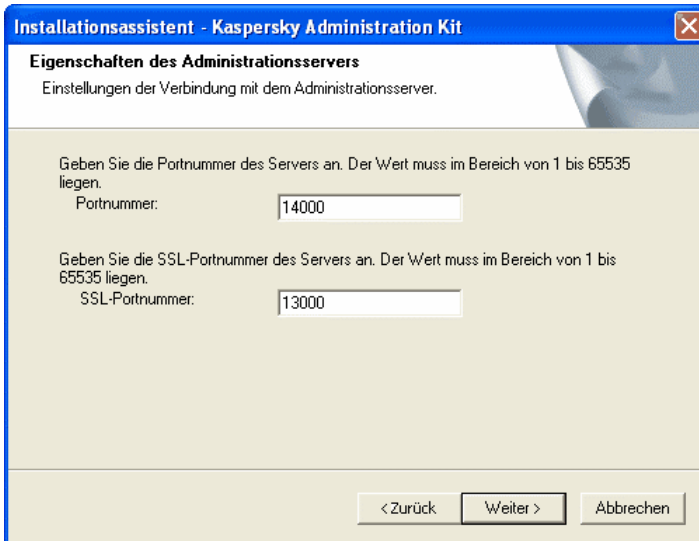 Installationsassistent - Kaspersky Administration Kit
Eigenschaften des Administrationsservers
Einstellungen der Verbindung mit dem Administrationsserver.
Geben Sie die Portnummer des Servers an. Der Wert muss im Bereich von 1 bis 65535
liegen.
Portnummer: 14000
Geben Sie die SSL-Portnummer des Servers an. Der Wert muss im Bereich von 1 bis
65535 liegen.
SSL-Portnummer: 13000
< Zurück Weiter > Abbrechen